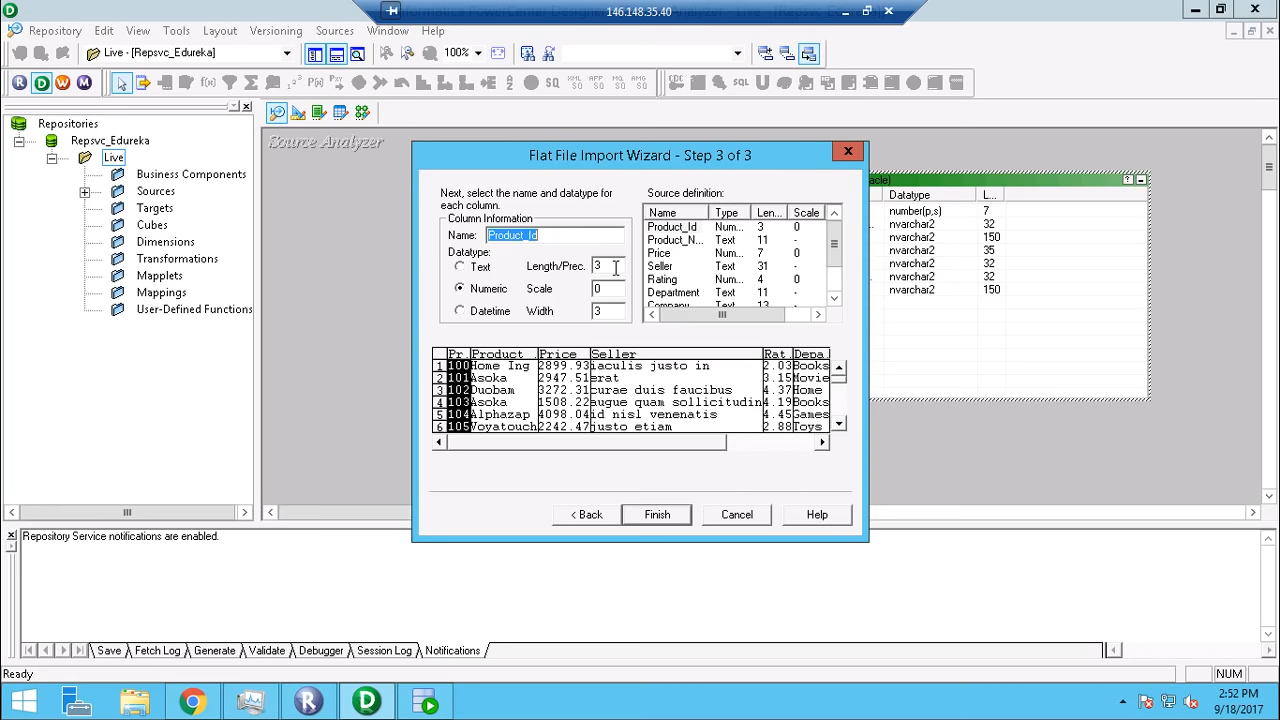 146.148.35.40
Repository Edit View Tools Layout Versioning Sources Window Help
Live - [Repsvc_Edureka] 100%
Repositories
Repsvc_Edureka
Live
Business Components
Sources
Targets
Cubes
Dimensions
Transformations
Mapplets
Mappings
User-Defined Functions
Source Analyzer
Datatype L...
number(p,s) 7
nvarchar2 32
nvarchar2 150
nvarchar2 35
nvarchar2 32
nvarchar2 32
nvarchar2 150
Flat File Import Wizard - Step 3 of 3
Next, select the name and datatype for
each column.
Column Information
Name: Product_Id
Datatype:
Text Length/Prec. 3
Numeric Scale 0
Datetime Width 3
Source definition:
Name Type Len... Scale
Product_Id Num... 3 0
Product_N... Text 11 -
Price Num... 7 0
Seller Text 31 -
Rating Num... 4 0
Department Text 11 -
Company Text 13 -
Pr Product Price Seller Rat Depa
1 100 Home Ing 2899.93 iaculis justo in 2.03 Books
2 101 Asoka 2947.51 erat 3.15 Movie
3 102 Duobam 3272.31 curae duis faucibus 4.37 Home
4 103 Asoka 1508.22 augue quam sollicitudin 4.19 Books
5 104 Alphazap 4098.04 id nisl venenatis 4.45 Games
6 105 Voyatouch 2242.47 justo etiam 2.88 Toys
< Back Finish Cancel Help
Repository Service notifications are enabled.
Save Fetch Log Generate Validate Debugger Session Log Notifications
Ready NUM
2:52 PM
9/18/2017